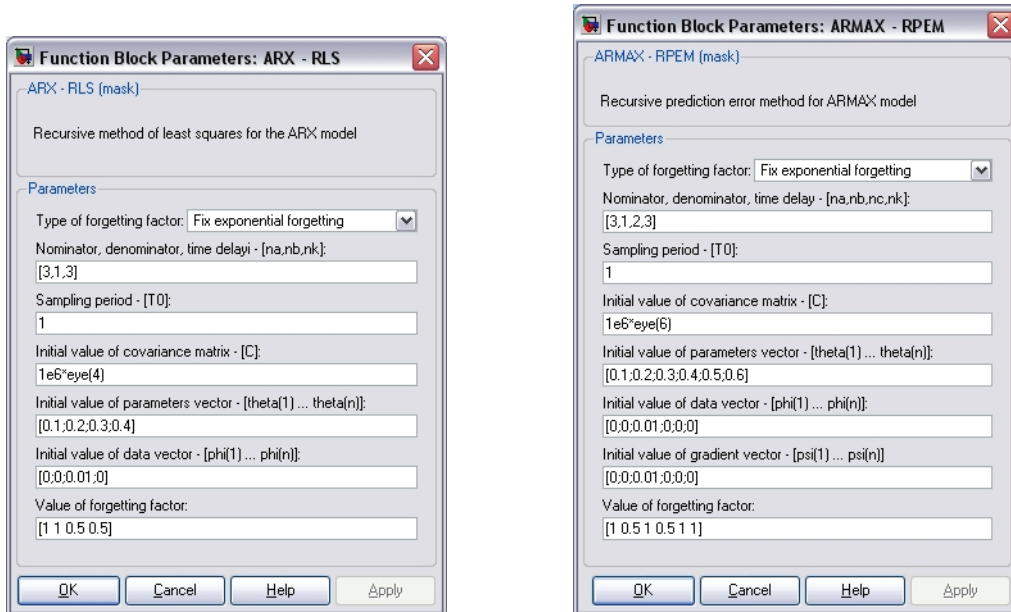 Function Block Parameters: ARX - RLS
ARX - RLS (mask)
Recursive method of least squares for the ARX model
Parameters
Type of forgetting factor: Fix exponential forgetting
Nominator, denominator, time delayi - [na,nb,nk]:
[3,1,3]
Sampling period - [T0]:
1
Initial value of covariance matrix - [C]:
1e6*eye(4)
Initial value of parameters vector - [theta(1) ... theta(n)]:
[0.1;0.2;0.3;0.4]
Initial value of data vector - [phi(1) ... phi(n)]:
[0;0;0.01;0]
Value of forgetting factor:
[1 1 0.5 0.5]
OK Cancel Help Apply
Function Block Parameters: ARMAX - RPEM
ARMAX - RPEM (mask)
Recursive prediction error method for ARMAX model
Parameters
Type of forgetting factor: Fix exponential forgetting
Nominator, denominator, time delay - [na,nb,nc,nk]:
[3,1,2,3]
Sampling period - [T0]:
1
Initial value of covariance matrix - [C]:
1e6*eye(6)
Initial value of parameters vector - [theta(1) ... theta(n)]:
[0.1;0.2;0.3;0.4;0.5;0.6]
Initial value of data vector - [phi(1) ... phi(n)]:
[0;0;0.01;0;0;0]
Initial value of gradient vector - [psi(1) ... psi(n)]
[0;0;0.01;0;0;0]
Value of forgetting factor:
[1 0.5 1 0.5 1 1]
OK Cancel Help Apply